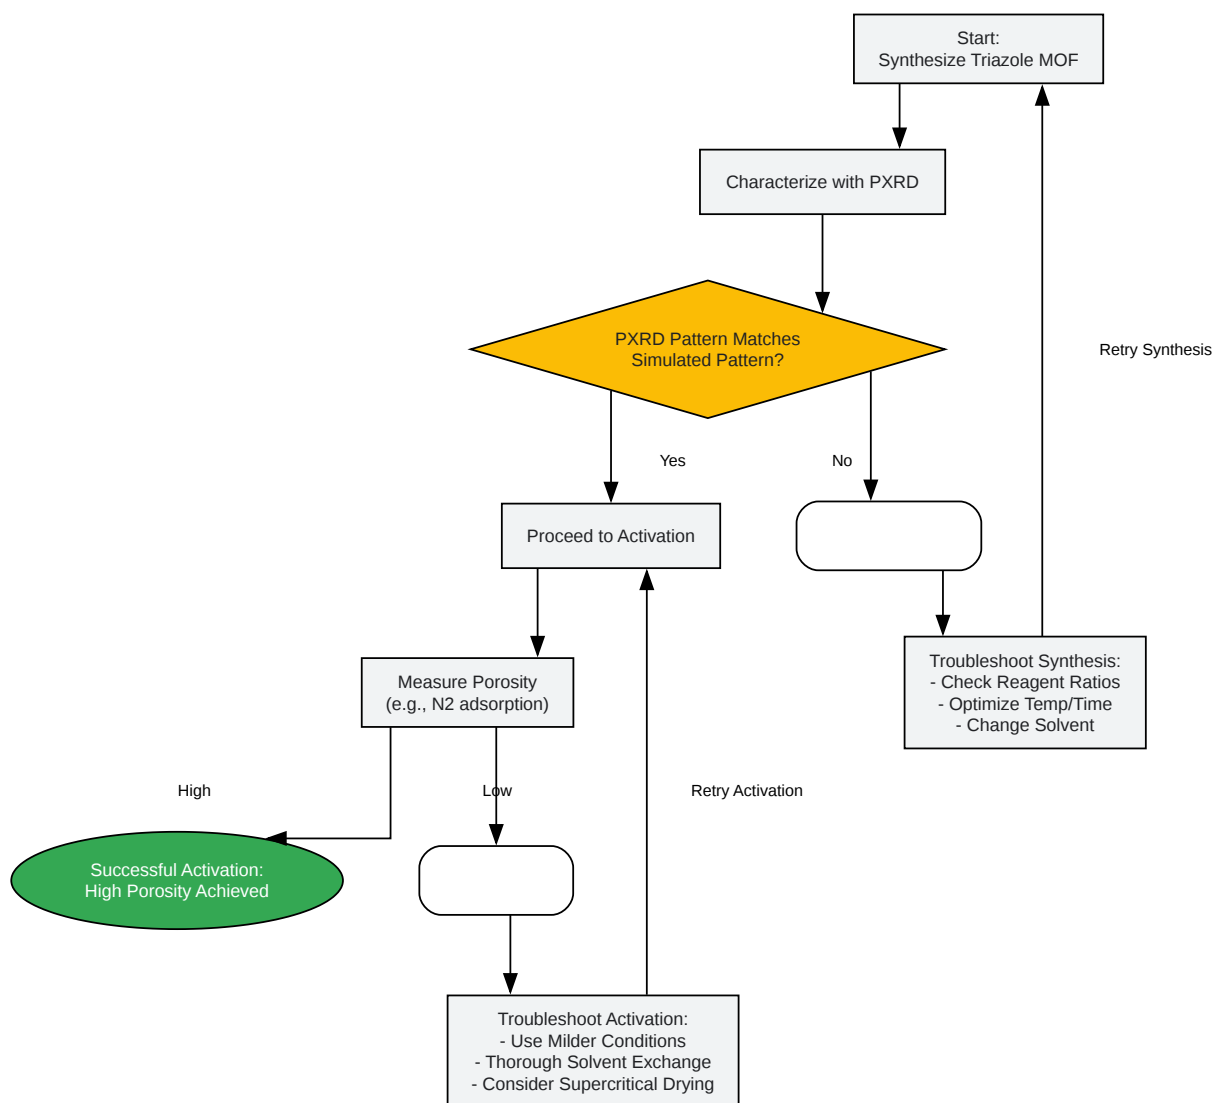 Start:
Synthesize Triazole MOF
Characterize with PXRD
PXRD Pattern Matches
Simulated Pattern?
Retry Synthesis
Yes
No
Proceed to Activation
Troubleshoot Synthesis:
- Check Reagent Ratios
- Optimize Temp/Time
- Change Solvent
Measure Porosity
(e.g., N2 adsorption)
High
Low
Retry Activation
Successful Activation:
High Porosity Achieved
Troubleshoot Activation:
- Use Milder Conditions
- Thorough Solvent Exchange
- Consider Supercritical Drying